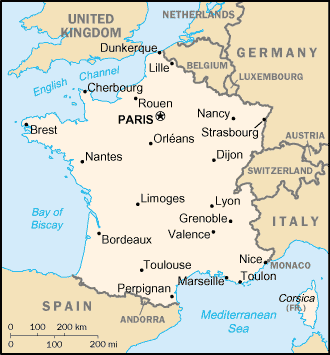 UNITED
KINGDOM
NETHERLANDS
Dunkerque
GERMANY
Lille
BELGIUM
English Channel
LUXEMBOURG
Cherbourg
Rouen
PARIS
Nancy
Strasbourg
Brest
Orléans
AUSTRIA
Nantes
Dijon
SWITZERLAND
Limoges
Lyon
Bay of
Biscay
Grenoble
ITALY
Bordeaux
Valence
Toulouse
Nice
MONACO
Marseille
Toulon
Perpignan
Corsica
(FR.)
SPAIN
ANDORRA
Mediterranean
Sea
0 100 200 km
0 100 200 mi